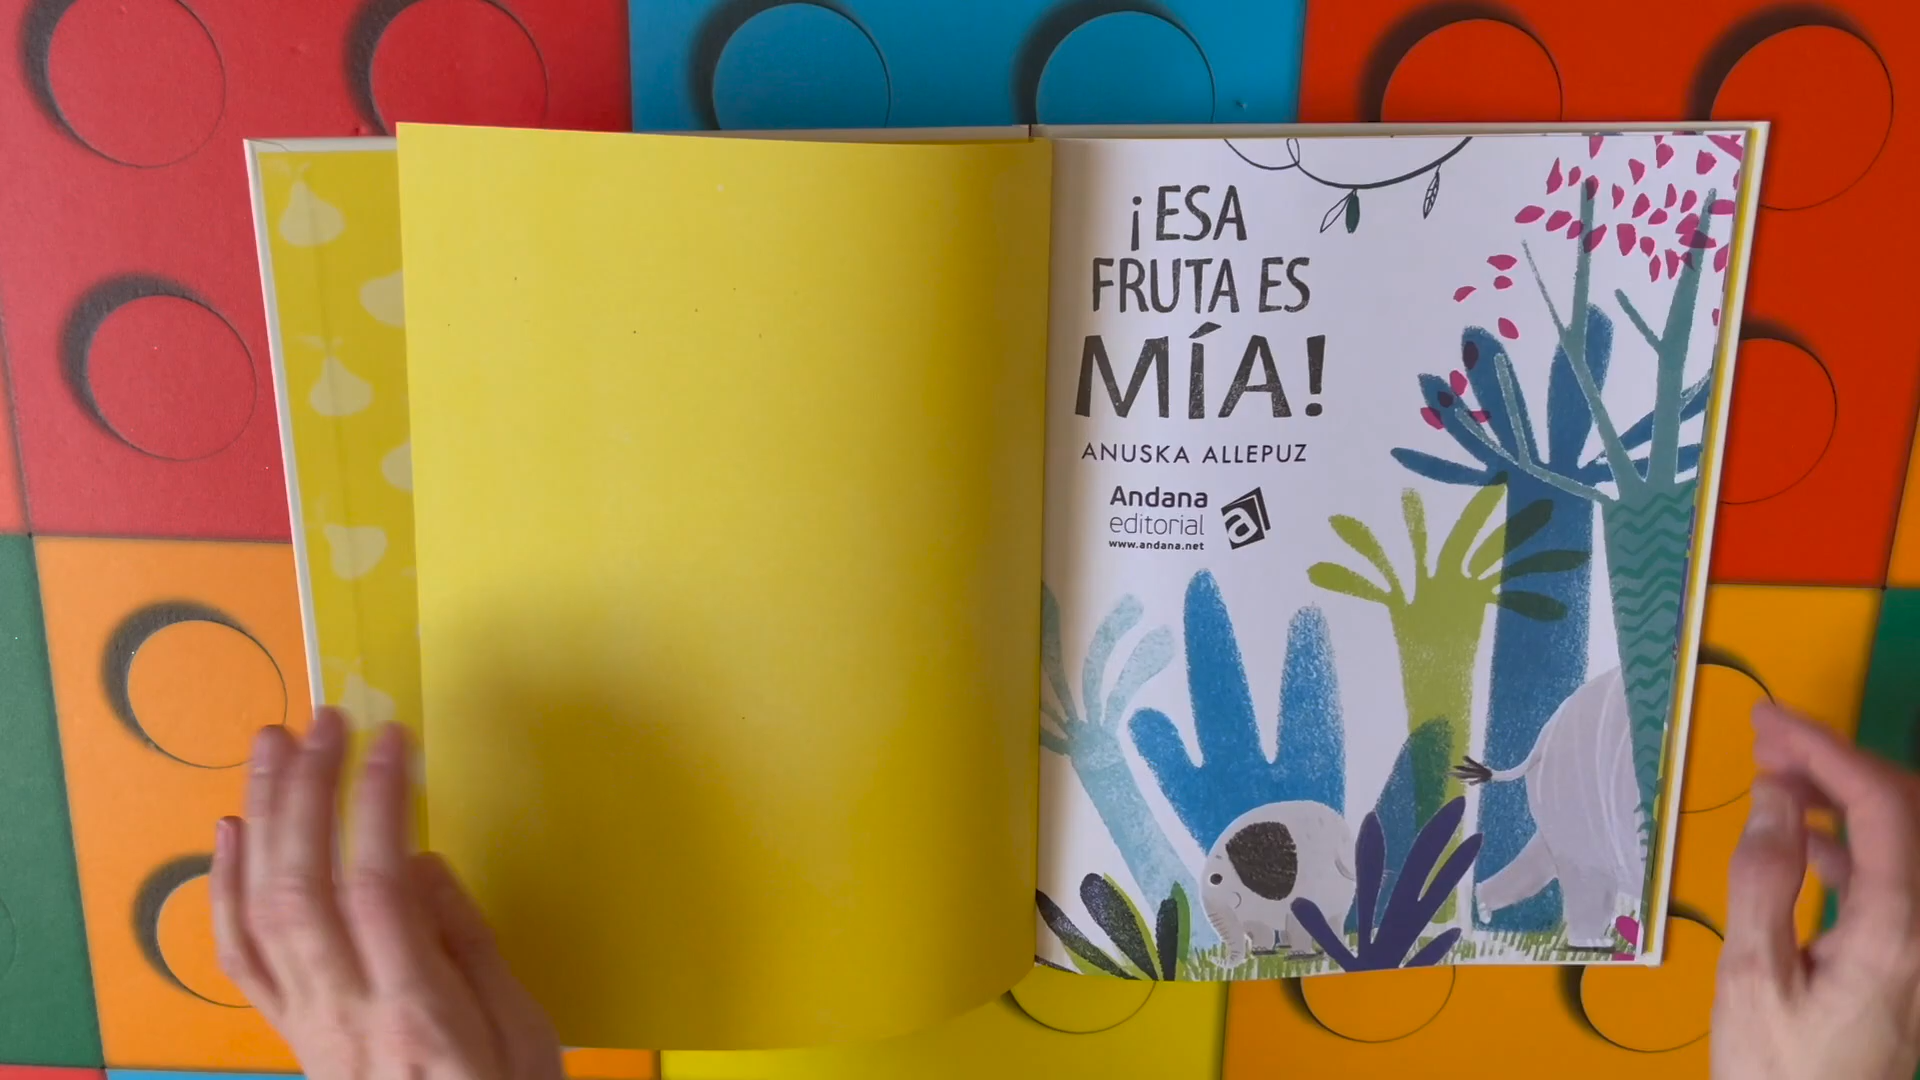 ¡ESA
FRUTA ES
MÍA!
ANUSKA ALLEPUZ
Andana
editorial
www.andana.net
a